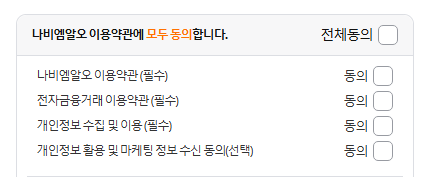 나비엠알오 이용약관에 모두 동의합니다. 전체동의
나비엠알오 이용약관 (필수) 동의
전자금융거래 이용약관 (필수) 동의
개인정보 수집 및 이용 (필수) 동의
개인정보 활용 및 마케팅 정보 수신 동의(선택) 동의